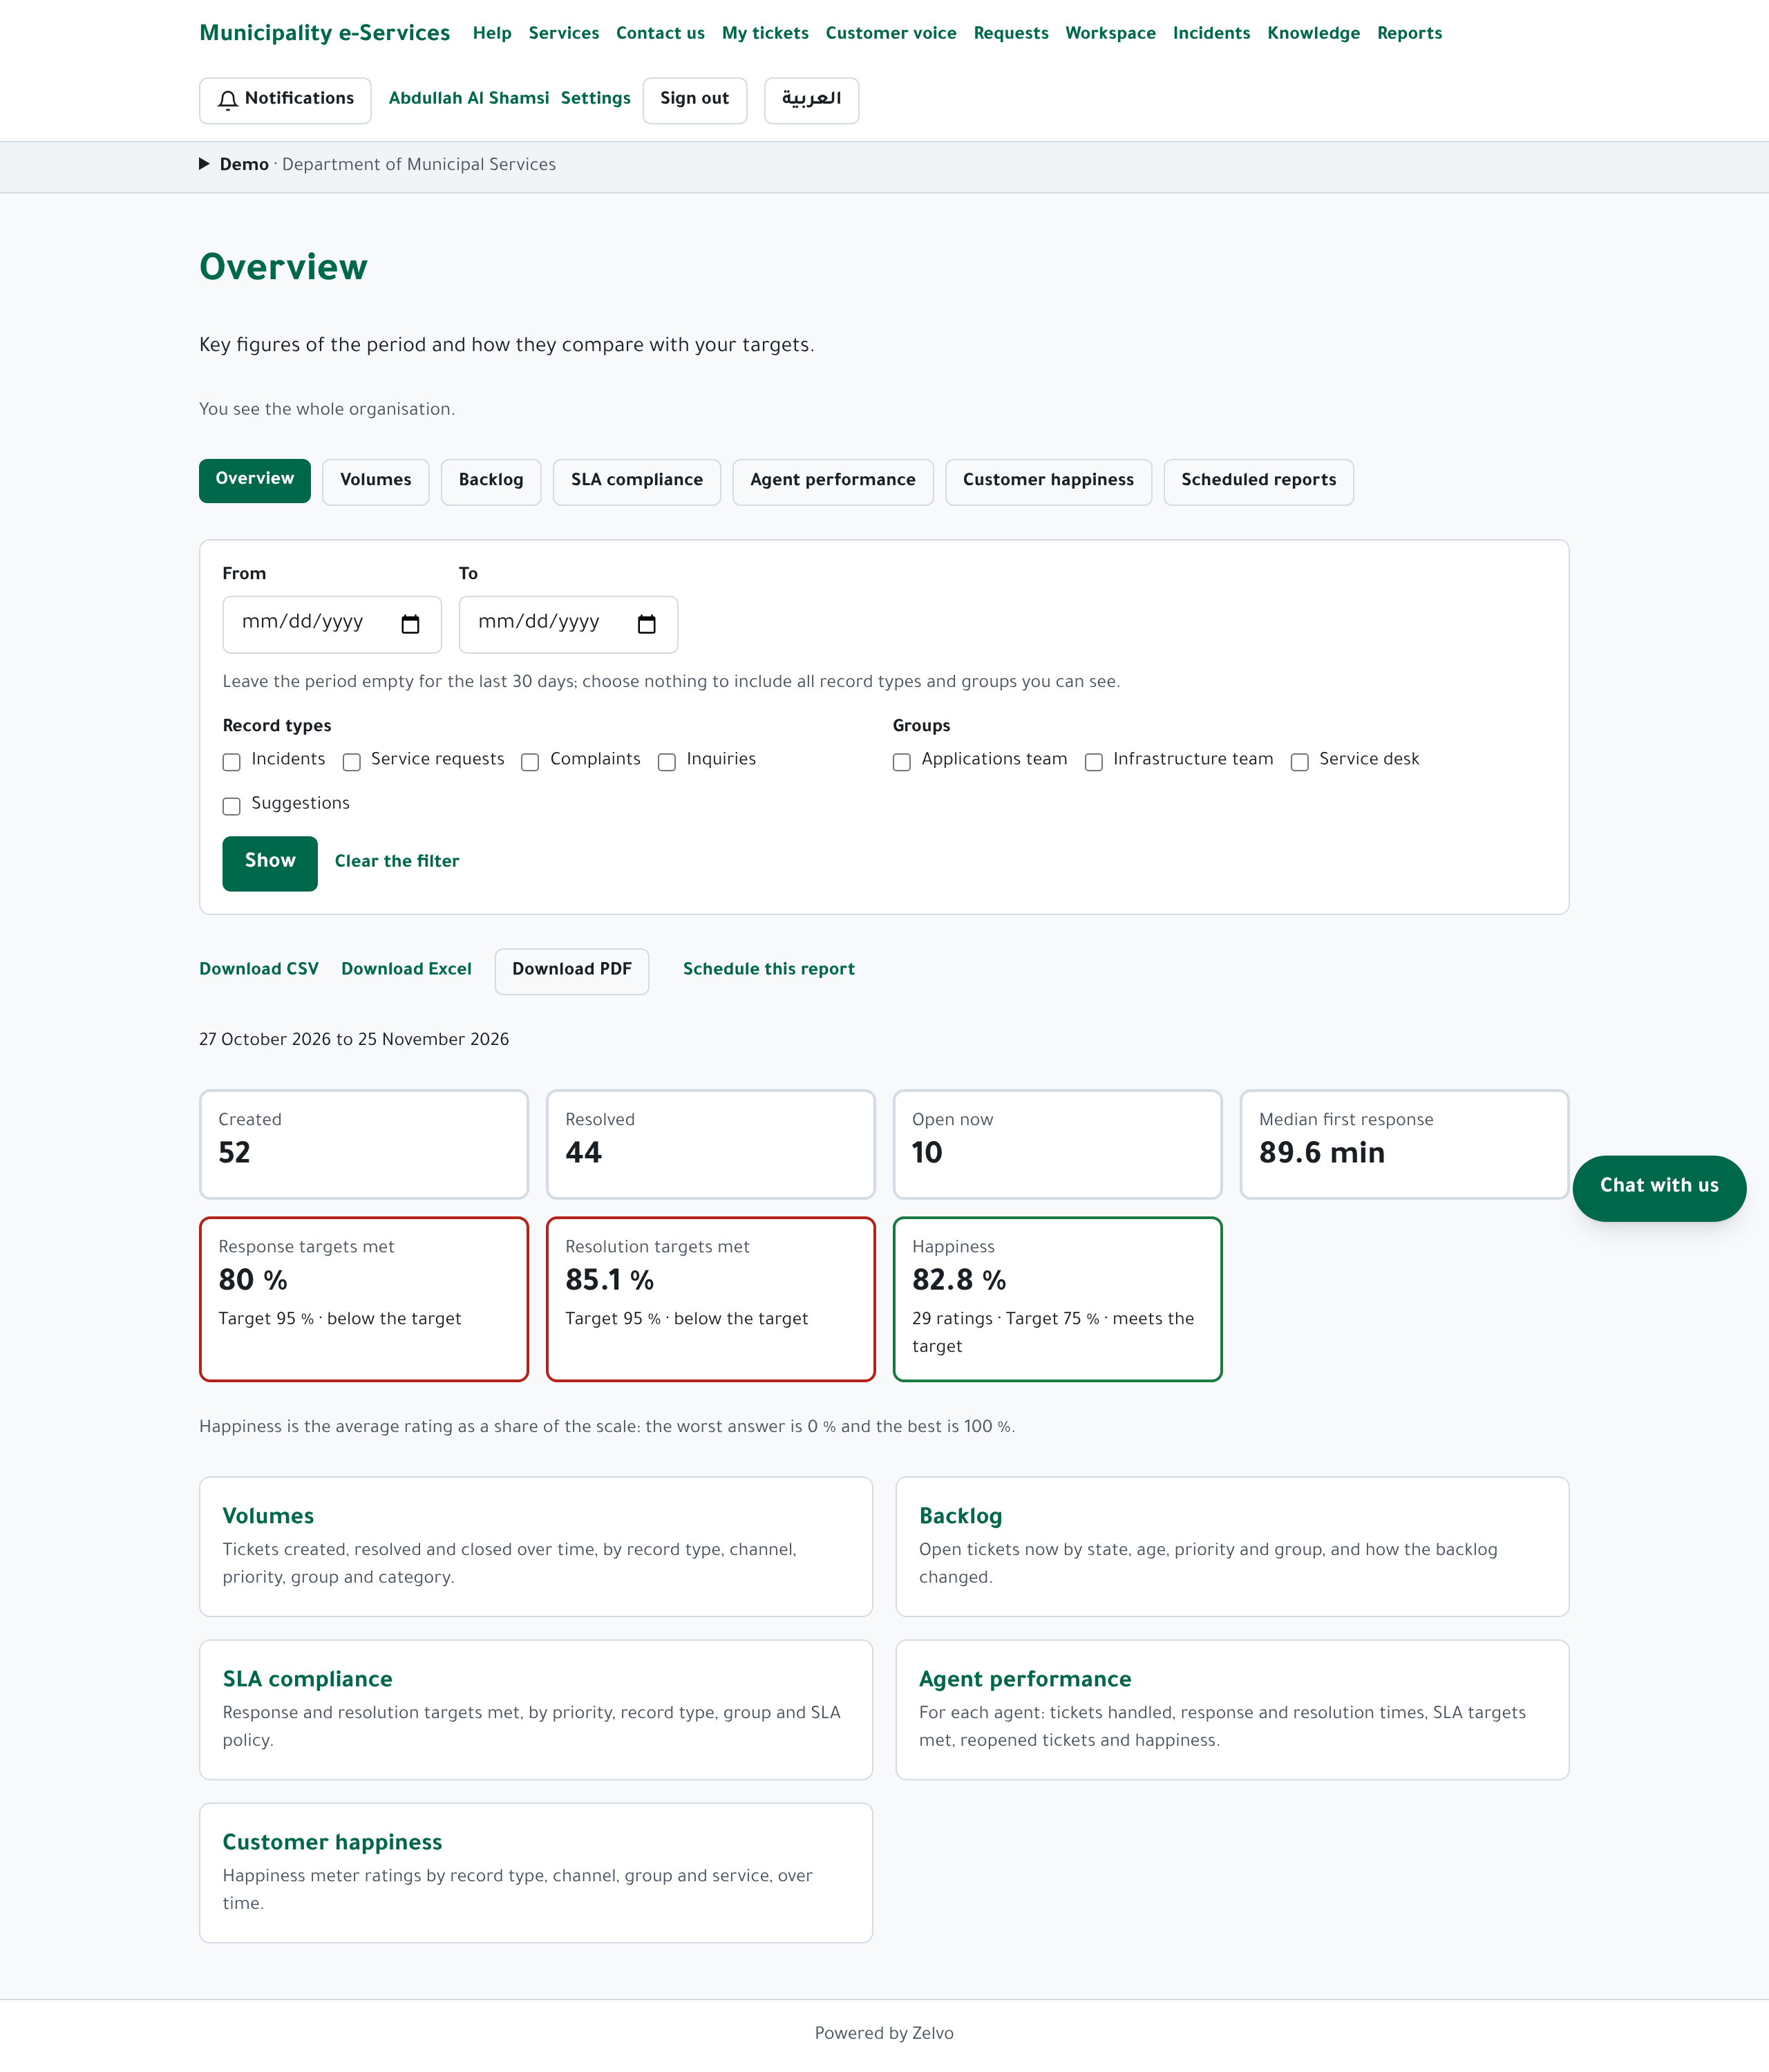 Municipality e-Services Help Services Contact us My tickets Customer voice Requests Workspace Incidents Knowledge Reports
Notifications Abdullah Al Shamsi Settings Sign out العربية
Demo · Department of Municipal Services
Overview
Key figures of the period and how they compare with your targets.
You see the whole organisation.
Overview Volumes Backlog SLA compliance Agent performance Customer happiness Scheduled reports
From To
mm/dd/yyyy mm/dd/yyyy
Leave the period empty for the last 30 days; choose nothing to include all record types and groups you can see.
Record types Groups
Incidents Service requests Complaints Inquiries Applications team Infrastructure team Service desk
Suggestions
Show Clear the filter
Download CSV Download Excel Download PDF Schedule this report
27 October 2026 to 25 November 2026
Created Resolved Open now Median first response
52 44 10 89.6 min
Chat with us
Response targets met Resolution targets met Happiness
80 % 85.1 % 82.8 %
Target 95 % · below the target Target 95 % · below the target 29 ratings · Target 75 % · meets the
target
Happiness is the average rating as a share of the scale: the worst answer is 0 % and the best is 100 %.
Volumes Backlog
Tickets created, resolved and closed over time, by record type, channel, Open tickets now by state, age, priority and group, and how the backlog
priority, group and category. changed.
SLA compliance Agent performance
Response and resolution targets met, by priority, record type, group and SLA For each agent: tickets handled, response and resolution times, SLA targets
policy. met, reopened tickets and happiness.
Customer happiness
Happiness meter ratings by record type, channel, group and service, over
time.
Powered by Zelvo